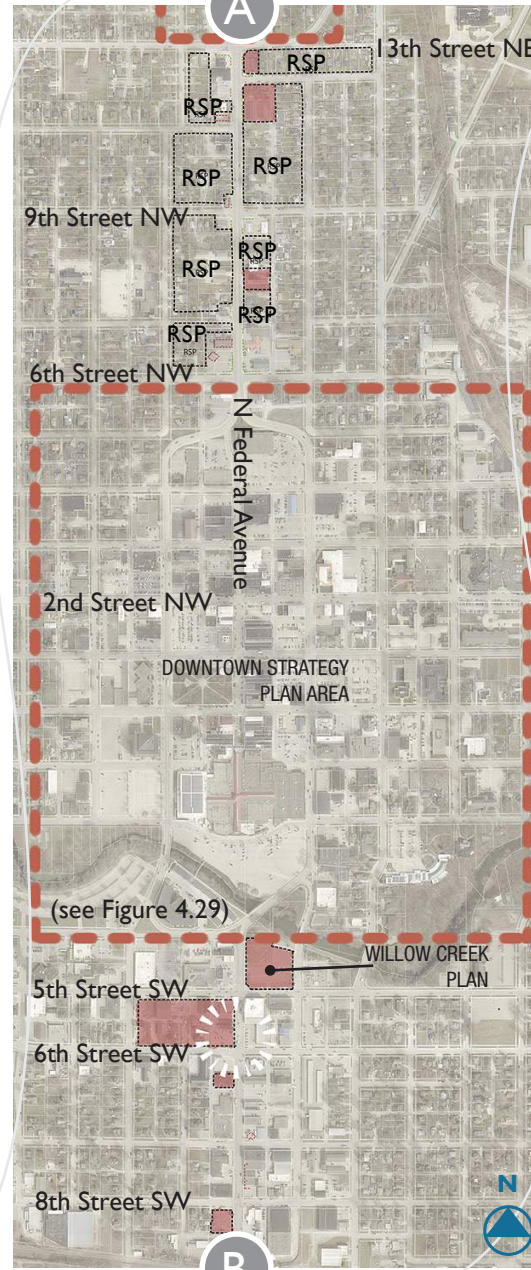 A
13th Street NE
RSP
RSP
RSP
RSP
9th Street NW
RSP
RSP
RSP
RSP
RSP
RSP
6th Street NW
N Federal Avenue
2nd Street NW
DOWNTOWN STRATEGY
PLAN AREA
(see Figure 4.29)
WILLOW CREEK
PLAN
5th Street SW
6th Street SW
8th Street SW
N
B